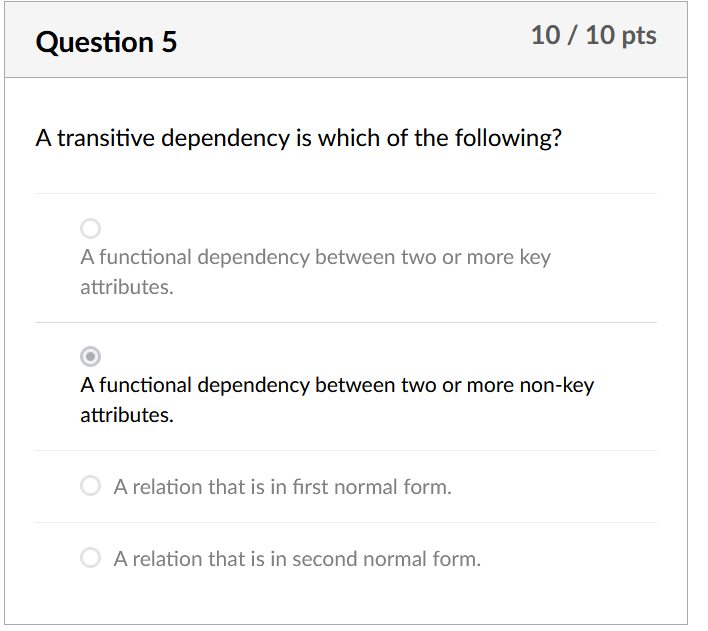 Question 5
10 / 10 pts
A transitive dependency is which of the following?
A functional dependency between two or more key
attributes.
A functional dependency between two or more non-key
attributes.
A relation that is in first normal form.
A relation that is in second normal form.